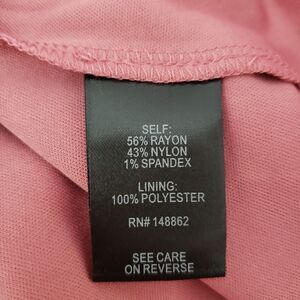 SELF:
56% RAYON
43% NYLON
1% SPANDEX
LINING:
100% POLYESTER
RN# 148862
SEE CARE
ON REVERSE